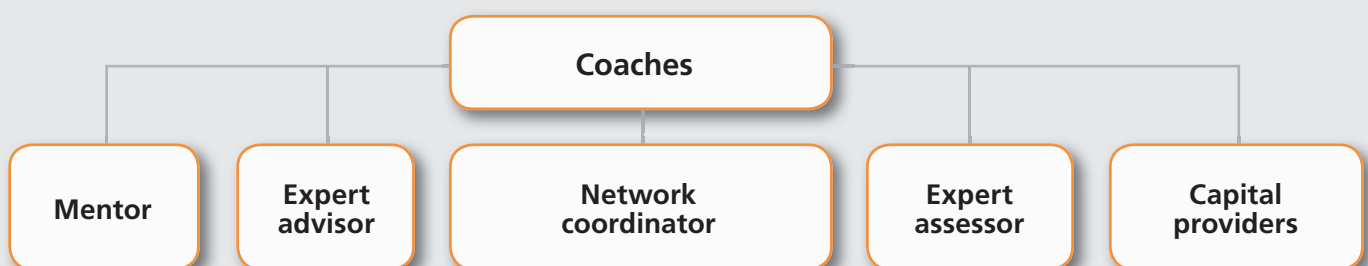 Coaches
Mentor
Expert
advisor
Network
coordinator
Expert
assessor
Capital
providers